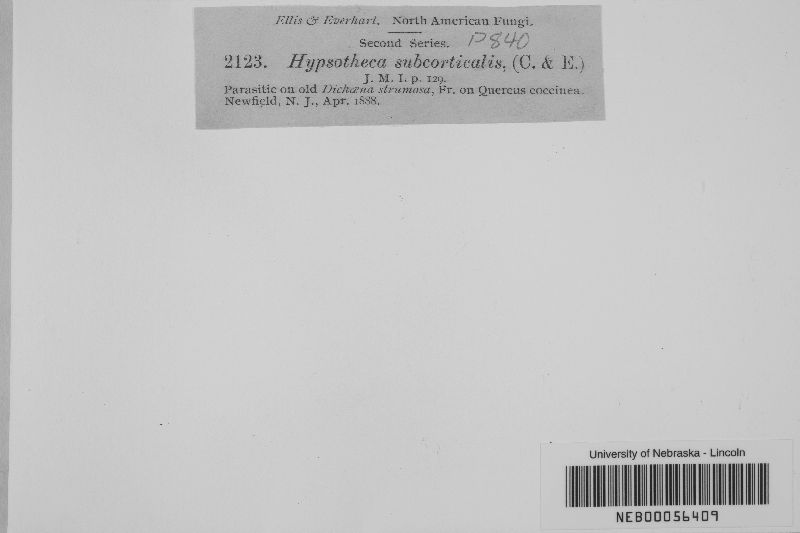 Ellis & Everhart. North American Fungi.
Second Series. P840
2123. Hypsotheca subcorticalis, (C. & E.)
J. M. I. p. 129.
Parasitic on old Dichæna strumosa, Fr. on Quercus coccinea.
Newfield, N. J., Apr. 1888.
University of Nebraska - Lincoln
NEB00056409